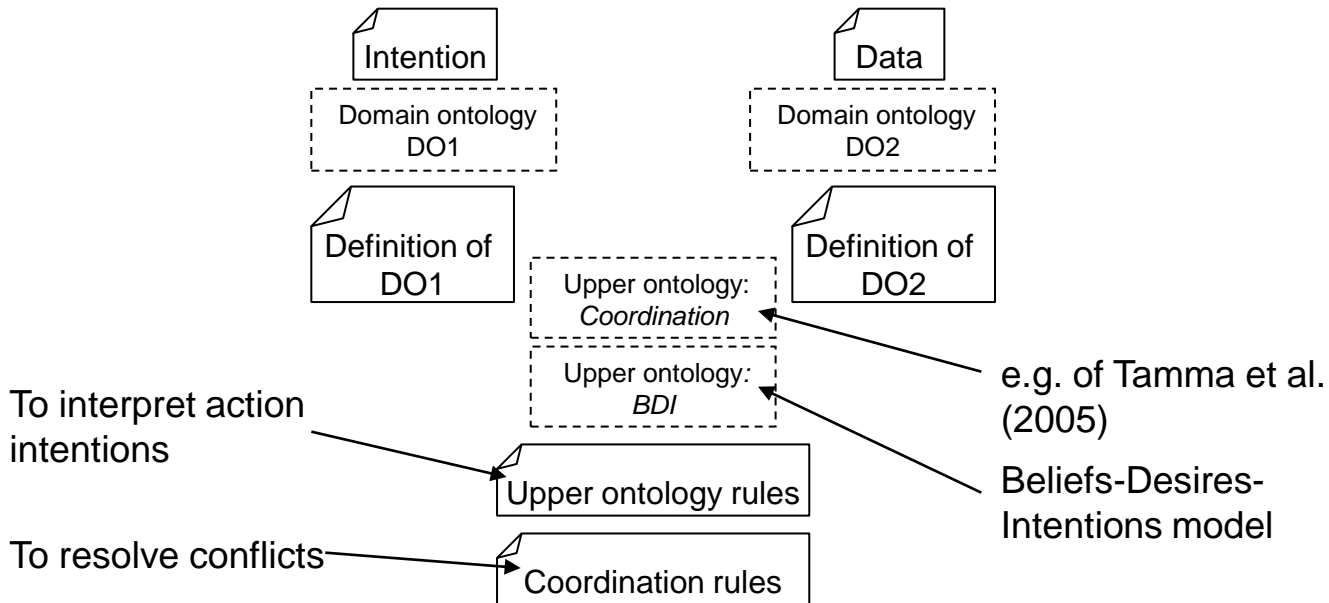 Intention
Data
Domain ontology
DO1
Domain ontology
DO2
Definition of
DO1
Definition of
DO2
Upper ontology:
Coordination
Upper ontology:
BDI
To interpret action
intentions
e.g. of Tamma et al.
(2005)
Upper ontology rules
Beliefs-Desires-
Intentions model
To resolve conflicts
Coordination rules